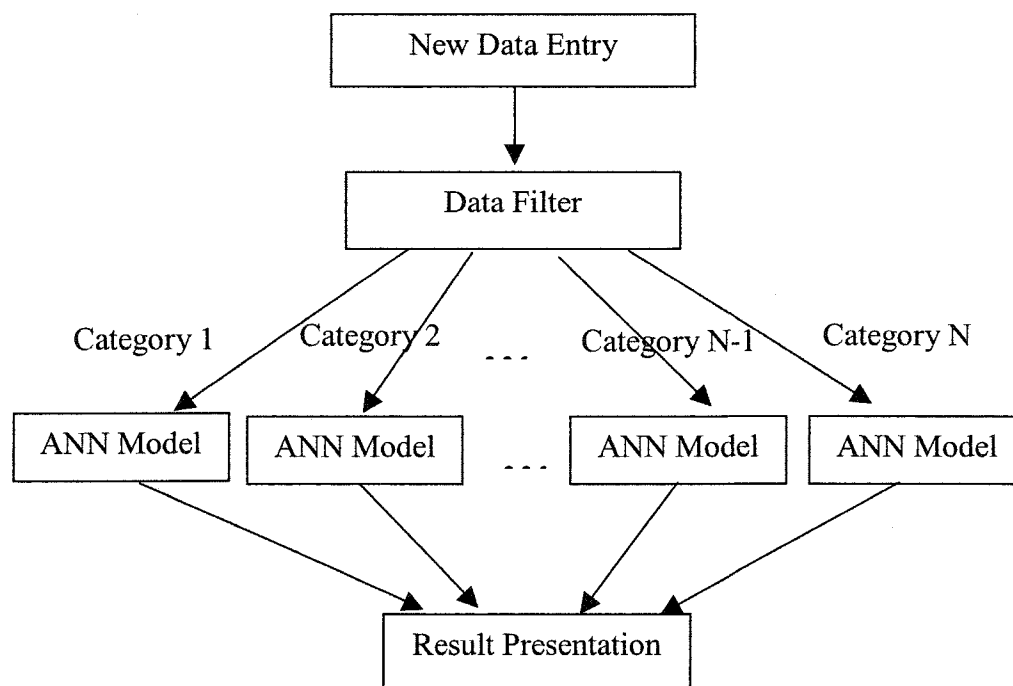 New Data Entry
Data Filter
Category 1
Category 2
...
Category N-1
Category N
ANN Model
ANN Model
...
ANN Model
ANN Model
Result Presentation